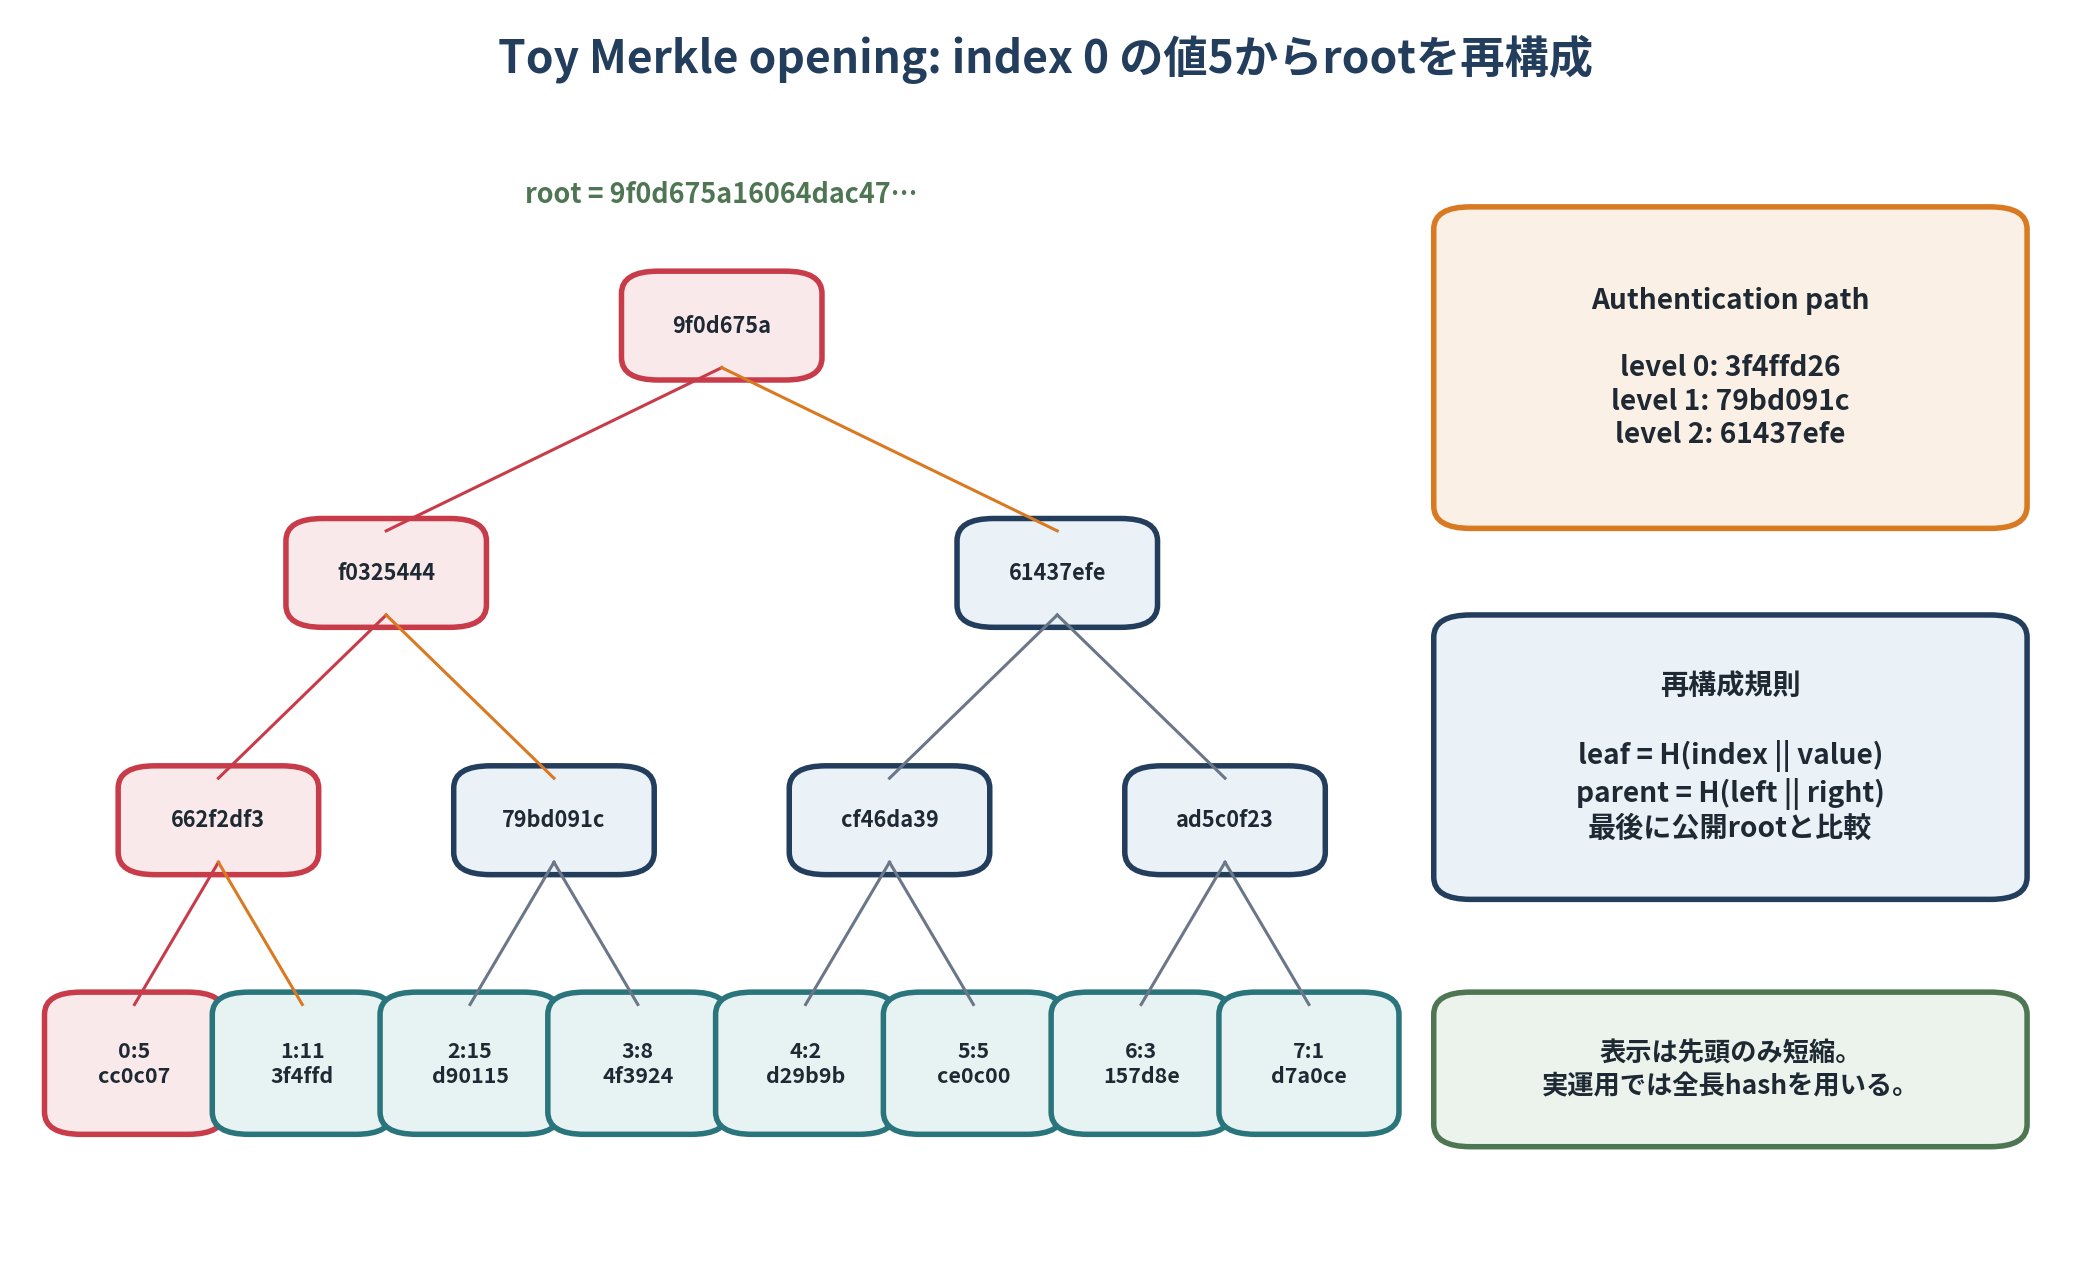 Toy Merkle opening: index 0 の値5からrootを再構成
root = 9f0d675a16064dac47⋯
9f0d675a
f0325444
61437efe
662f2df3
79bd091c
cf46da39
ad5c0f23
0:5
cc0c07
1:11
3f4ffd
2:15
d90115
3:8
4f3924
4:2
d29b9b
5:5
ce0c00
6:3
157d8e
7:1
d7a0ce
Authentication path
level 0: 3f4ffd26
level 1: 79bd091c
level 2: 61437efe
再構成規則
leaf = H(index || value)
parent = H(left || right)
最後に公開rootと比較
表示は先頭のみ短縮。
実運用では全長hashを用いる。